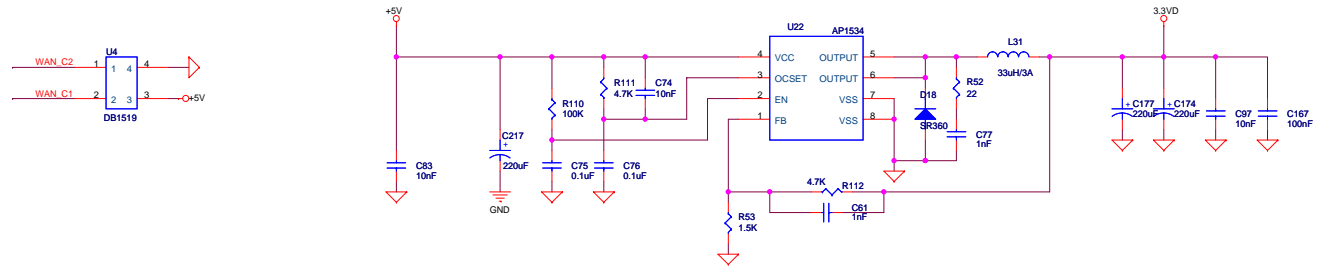 +5V
3.3VD
U22
AP1534
U4
L31
WAN_C2
1
1
4
4
4
VCC
OUTPUT
5
33uH/3A
3
OCSET
OUTPUT
6
R111
4.7K
C74
10nF
R52
22
WAN_C1
2
2
3
3
+5V
R110
100K
2
EN
VSS
7
D18
SR360
C177
220uF
C174
220uF
C97
10nF
C167
100nF
DB1519
1
FB
VSS
8
C217
220uF
C77
1nF
C83
10nF
C75
0.1uF
C76
0.1uF
4.7K
R112
GND
C61
1nF
R53
1.5K
+
+
+